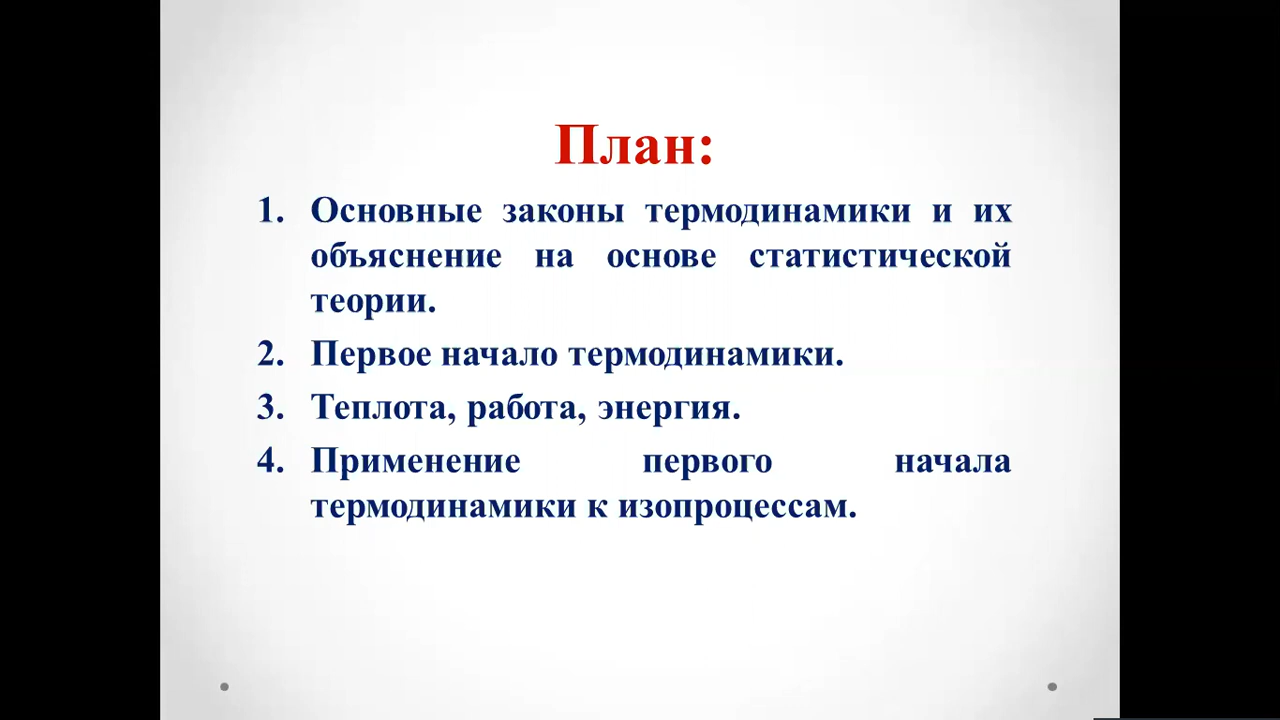 План:
1. Основные законы термодинамики и их
объяснение на основе статистической
теории.
2. Первое начало термодинамики.
3. Теплота, работа, энергия.
4. Применение первого начала
термодинамики к изопроцессам.